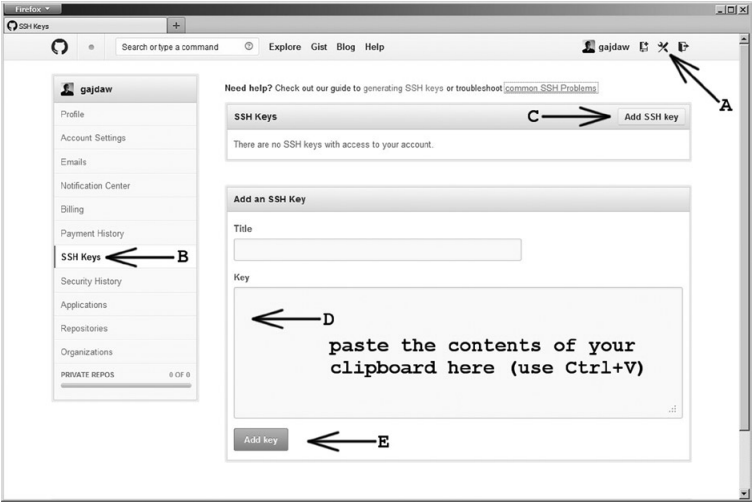 Firefox
SSH Keys
+
Search or type a command
Explore Gist Blog Help
gajdaw
A
gajdaw
Profile
Account Settings
Emails
Notification Center
Billing
Payment History
SSH Keys
B
Security History
Applications
Repositories
Organizations
PRIVATE REPOS 0 OF 0
Need help? Check out our guide to generating SSH keys or troubleshoot common SSH Problems
SSH Keys
C
Add SSH key
There are no SSH keys with access to your account.
Add an SSH Key
Title
Key
D
paste the contents of your
clipboard here (use Ctrl+V)
Add key
E